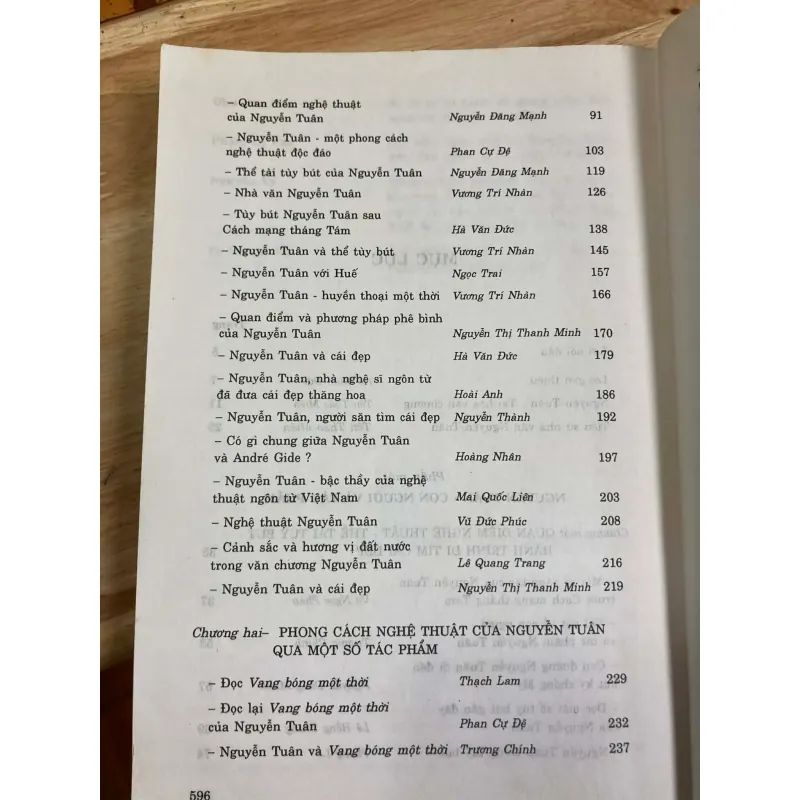 – Quan điểm nghệ thuật
của Nguyễn Tuân Nguyễn Đăng Mạnh 91
– Nguyễn Tuân - một phong cách
nghệ thuật độc đáo Phan Cự Đệ 103
– Thể tài tùy bút của Nguyễn Tuân Nguyễn Đăng Mạnh 119
– Nhà văn Nguyễn Tuân Vương Trí Nhàn 126
– Tùy bút Nguyễn Tuân sau
Cách mạng tháng Tám Hà Văn Đức 138
– Nguyễn Tuân và thể tùy bút Vương Trí Nhàn 145
– Nguyễn Tuân với Huế Ngọc Trai 157
– Nguyễn Tuân - huyền thoại một thời Vương Trí Nhàn 166
– Quan điểm và phương pháp phê bình
của Nguyễn Tuân Nguyễn Thị Thanh Minh 170
– Nguyễn Tuân và cái đẹp Hà Văn Đức 179
– Nguyễn Tuân, nhà nghệ sĩ ngôn từ
đã đưa cái đẹp thăng hoa Hoài Anh 186
– Nguyễn Tuân, người săn tìm cái đẹp Nguyễn Thành 192
– Có gì chung giữa Nguyễn Tuân
và André Gide ? Hoàng Nhân 197
– Nguyễn Tuân - bậc thầy của nghệ
thuật ngôn từ Việt Nam Mai Quốc Liên 203
– Nghệ thuật Nguyễn Tuân Vũ Đức Phúc 208
– Cảnh sắc và hương vị đất nước
trong văn chương Nguyễn Tuân Lê Quang Trang 216
– Nguyễn Tuân và cái đẹp Nguyễn Thị Thanh Minh 219
Chương hai– PHONG CÁCH NGHỆ THUẬT CỦA NGUYỄN TUÂN
QUA MỘT SỐ TÁC PHẨM
– Đọc Vang bóng một thời Thạch Lam 229
– Đọc lại Vang bóng một thời
của Nguyễn Tuân Phan Cự Đệ 232
– Nguyễn Tuân và Vang bóng một thời Trương Chính 237
596